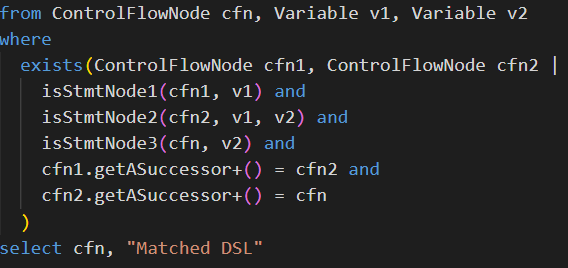 from ControlFlowNode cfn, Variable v1, Variable v2
where
  exists(ControlFlowNode cfn1, ControlFlowNode cfn2 |
    isStmtNode1(cfn1, v1) and
    isStmtNode2(cfn2, v1, v2) and
    isStmtNode3(cfn, v2) and
    cfn1.getASuccessor+() = cfn2 and
    cfn2.getASuccessor+() = cfn
  )
select cfn, "Matched DSL"